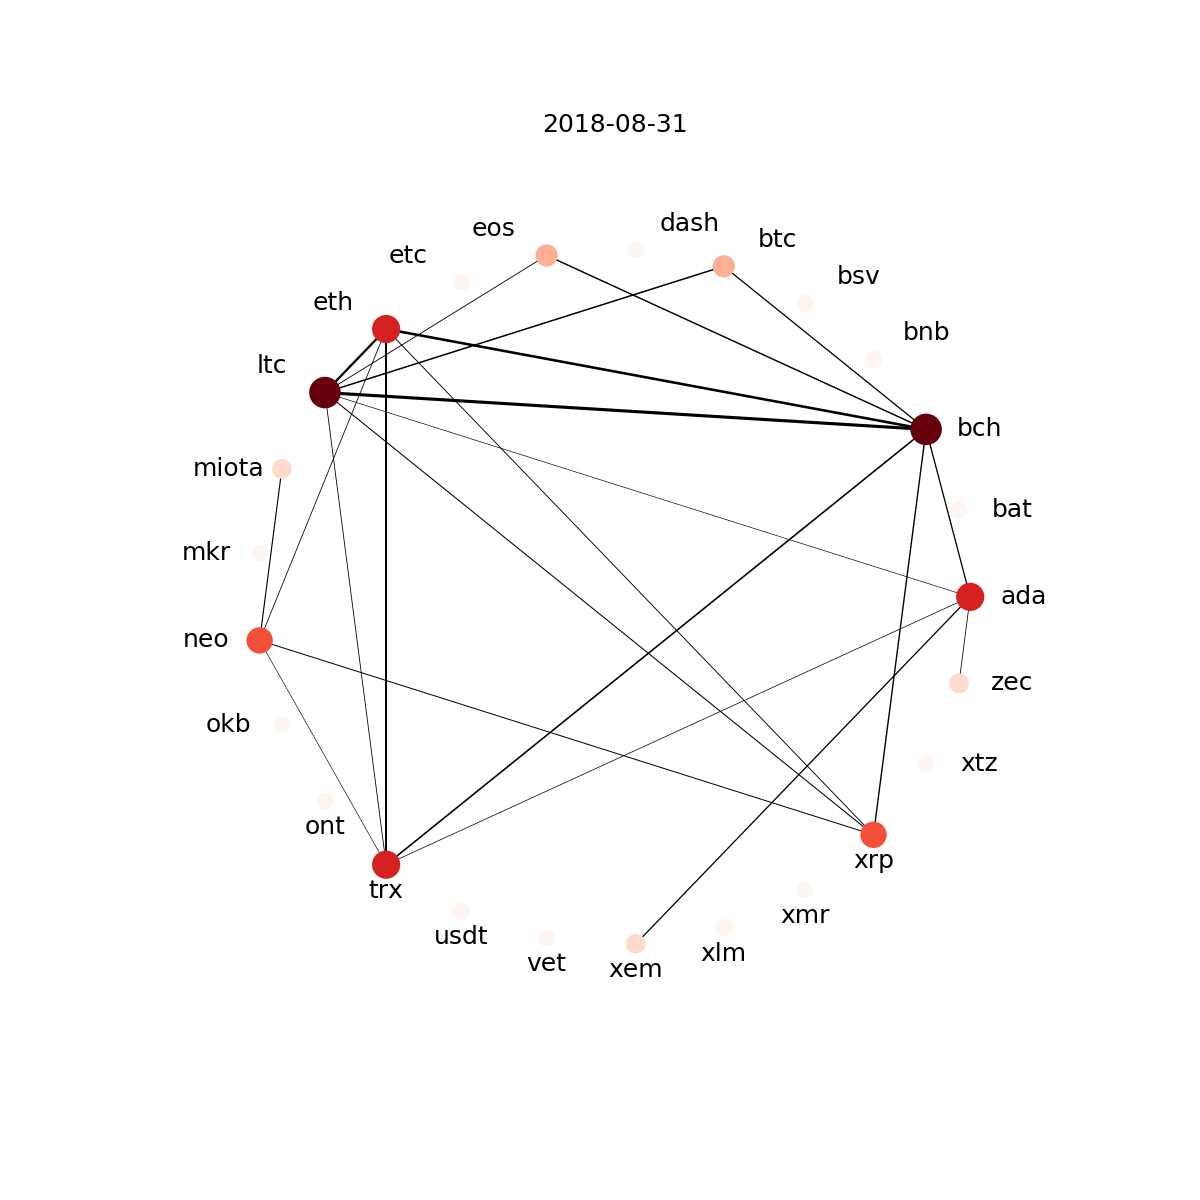 2018-08-31
dash
eos
btc
etc
bsv
eth
bnb
ltc
bch
miota
bat
mkr
ada
neo
zec
okb
xtz
ont
xrp
trx
xmr
usdt
xlm
vet
xem